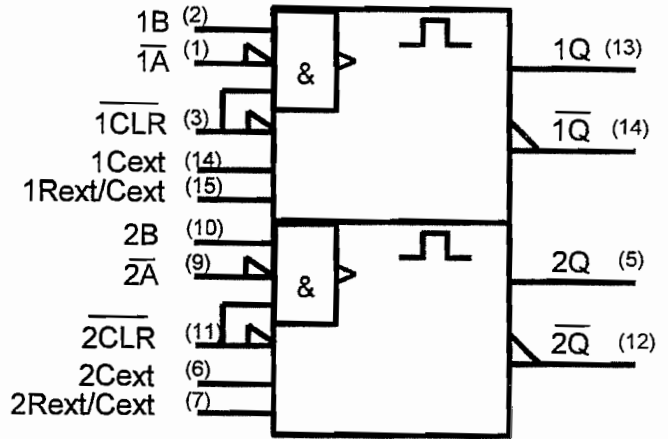 1B (2)
1A (1)
&
1CLR (3)
1Cext (14)
1Rext/Cext (15)
1Q (13)
1Q (14)
2B (10)
2A (9)
&
2CLR (11)
2Cext (6)
2Rext/Cext (7)
2Q (5)
2Q (12)